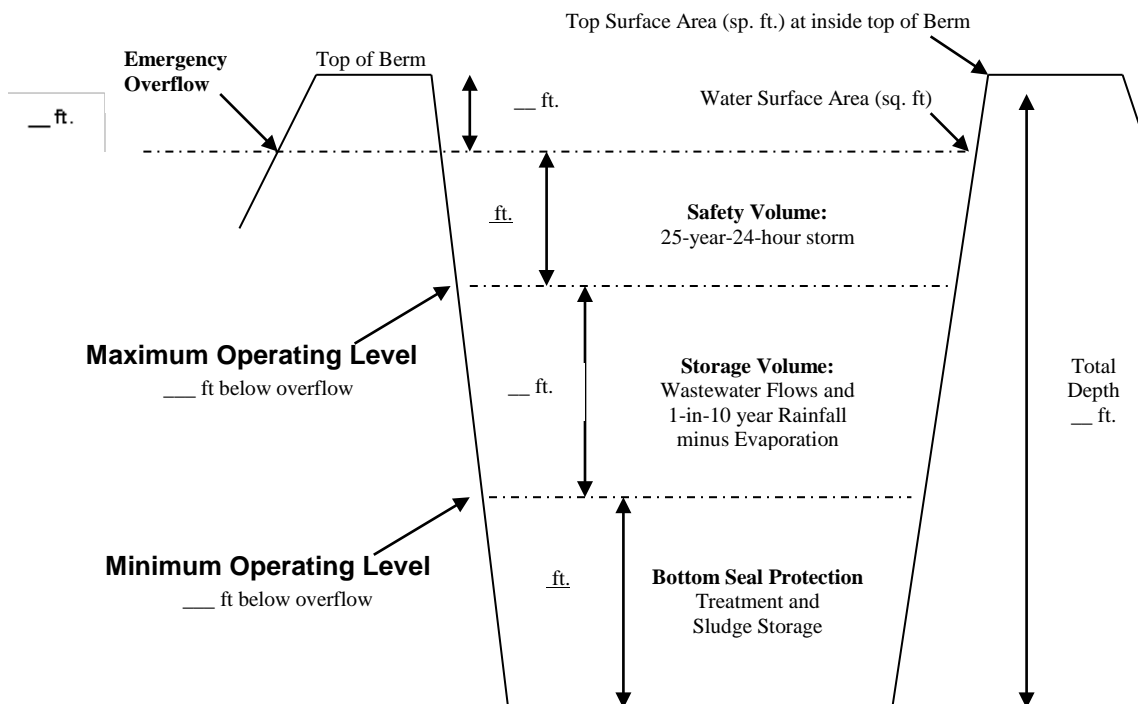 Top Surface Area (sp. ft.) at inside top of Berm
Emergency
Overflow
Top of Berm
__ ft.
__ ft.
Water Surface Area (sq. ft)
ft.
Safety Volume:
25-year-24-hour storm
Maximum Operating Level
___ ft below overflow
__ ft.
Storage Volume:
Wastewater Flows and
1-in-10 year Rainfall
minus Evaporation
Total
Depth
__ ft.
Minimum Operating Level
___ ft below overflow
ft.
Bottom Seal Protection
Treatment and
Sludge Storage